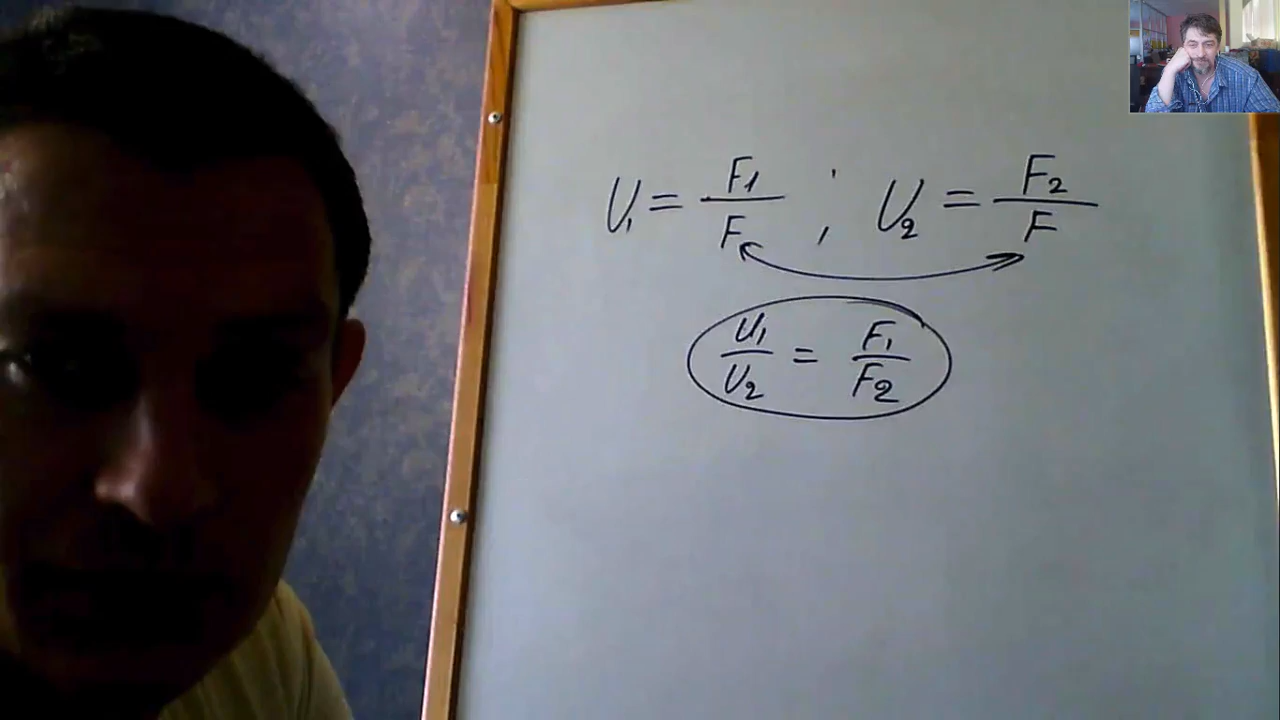 U₁ = F₁/F ; U₂ = F₂/F
U₁/U₂ = F₁/F₂